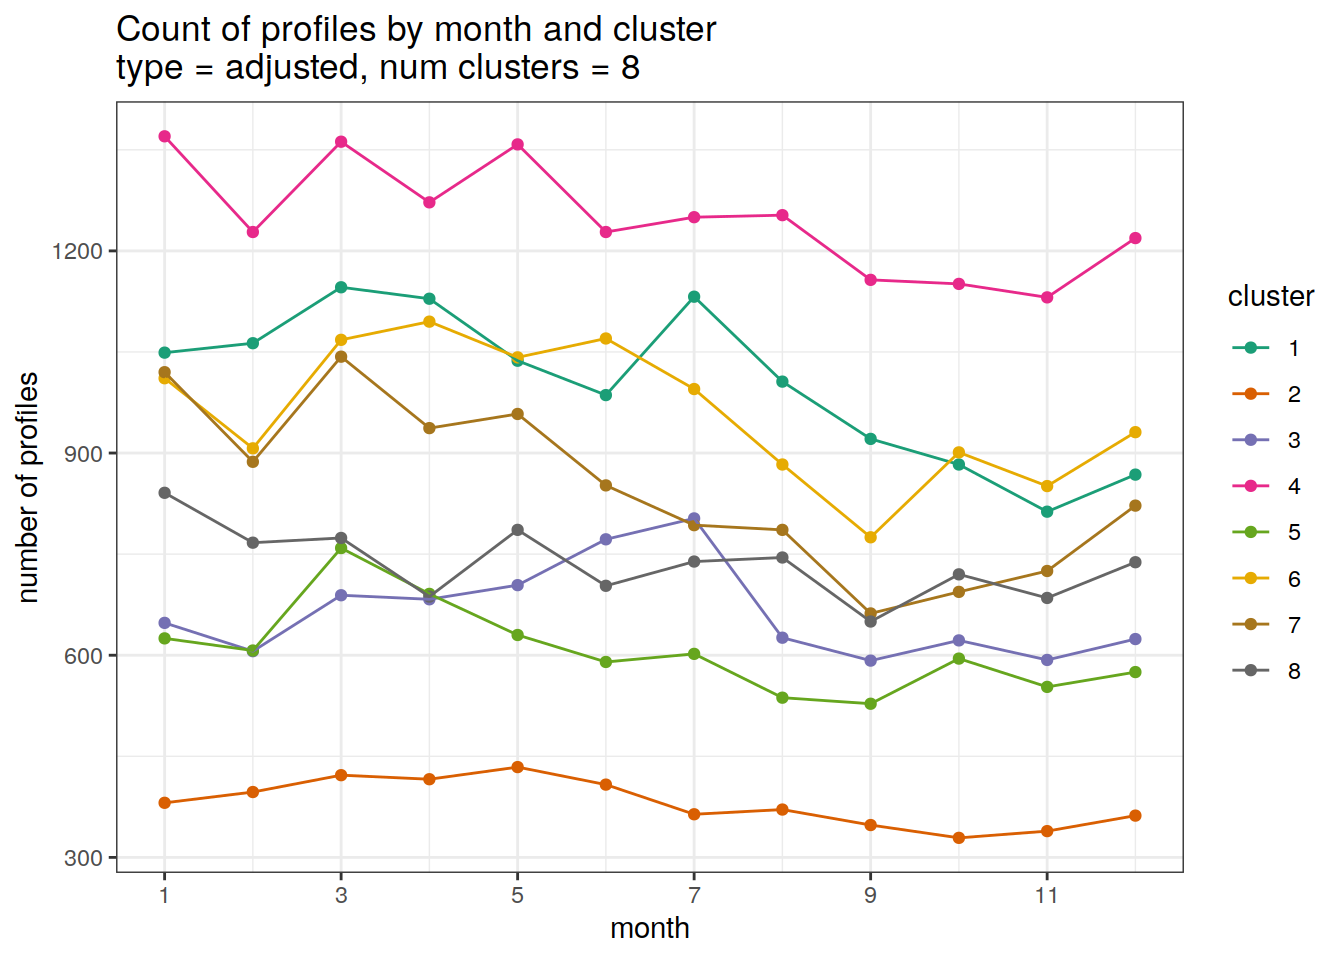 Count of profiles by month and cluster
type = adjusted, num clusters = 8
number of profiles
1200
900
600
300
1 3 5 7 9 11
month
cluster
1
2
3
4
5
6
7
8